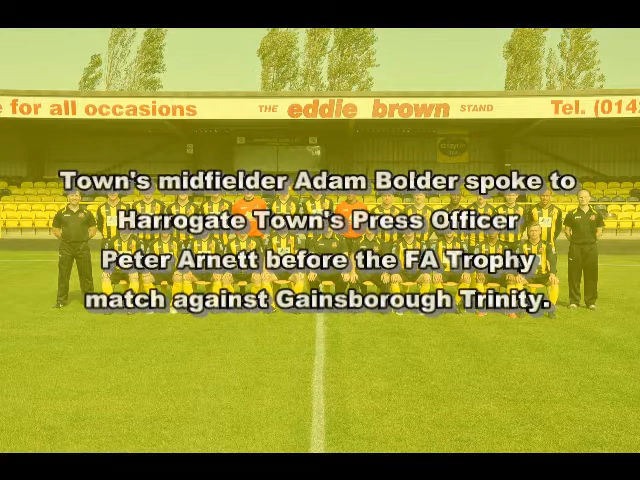 e for all occasions THE eddie brown STAND Tel. (014
Town's midfielder Adam Bolder spoke to
Harrogate Town's Press Officer
Peter Arnett before the FA Trophy
match against Gainsborough Trinity.